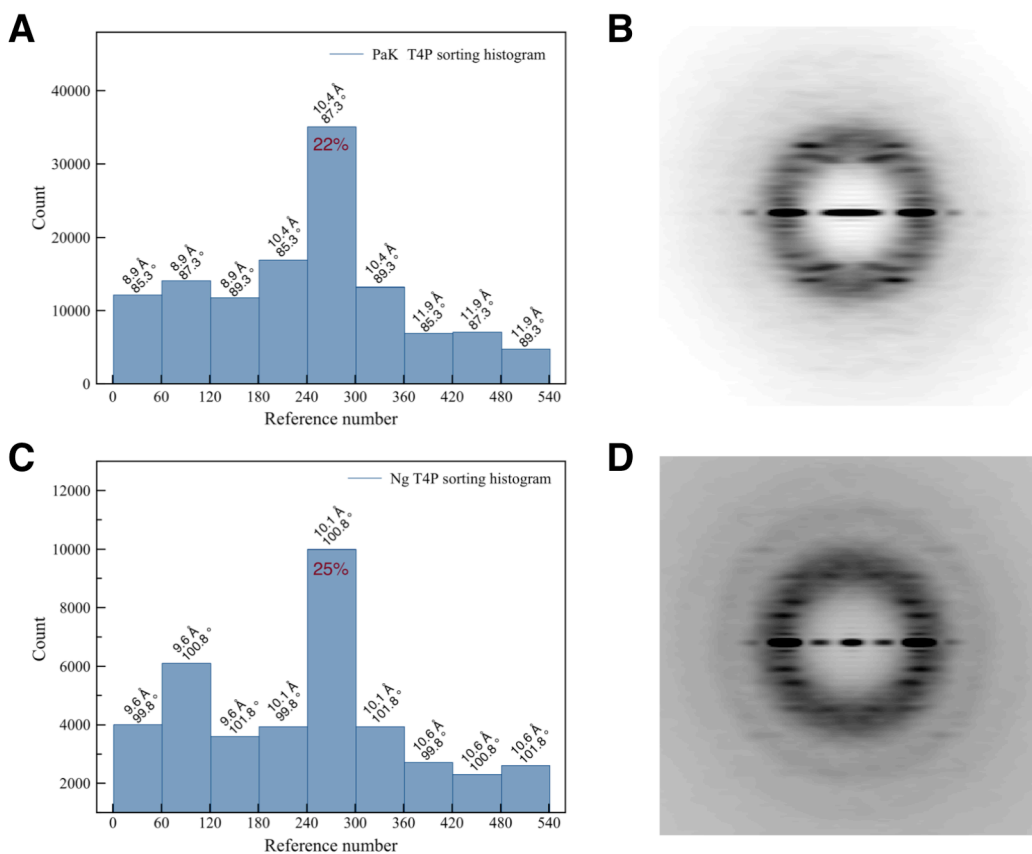 A
PaK T4P sorting histogram
Count
40000
30000
20000
10000
0
8.9 Å
85.3 °
8.9 Å
87.3 °
8.9 Å
89.3 °
10.4 Å
85.3 °
10.4 Å
87.3 °
22%
10.4 Å
89.3 °
11.9 Å
85.3 °
11.9 Å
87.3 °
11.9 Å
89.3 °
0 60 120 180 240 300 360 420 480 540
Reference number
B
C
Ng T4P sorting histogram
Count
12000
10000
8000
6000
4000
2000
9.6 Å
99.8 °
9.6 Å
100.8 °
9.6 Å
101.8 °
10.1 Å
99.8 °
10.1 Å
100.8 °
25%
10.1 Å
101.8 °
10.6 Å
99.8 °
10.6 Å
100.8 °
10.6 Å
101.8 °
0 60 120 180 240 300 360 420 480 540
Reference number
D